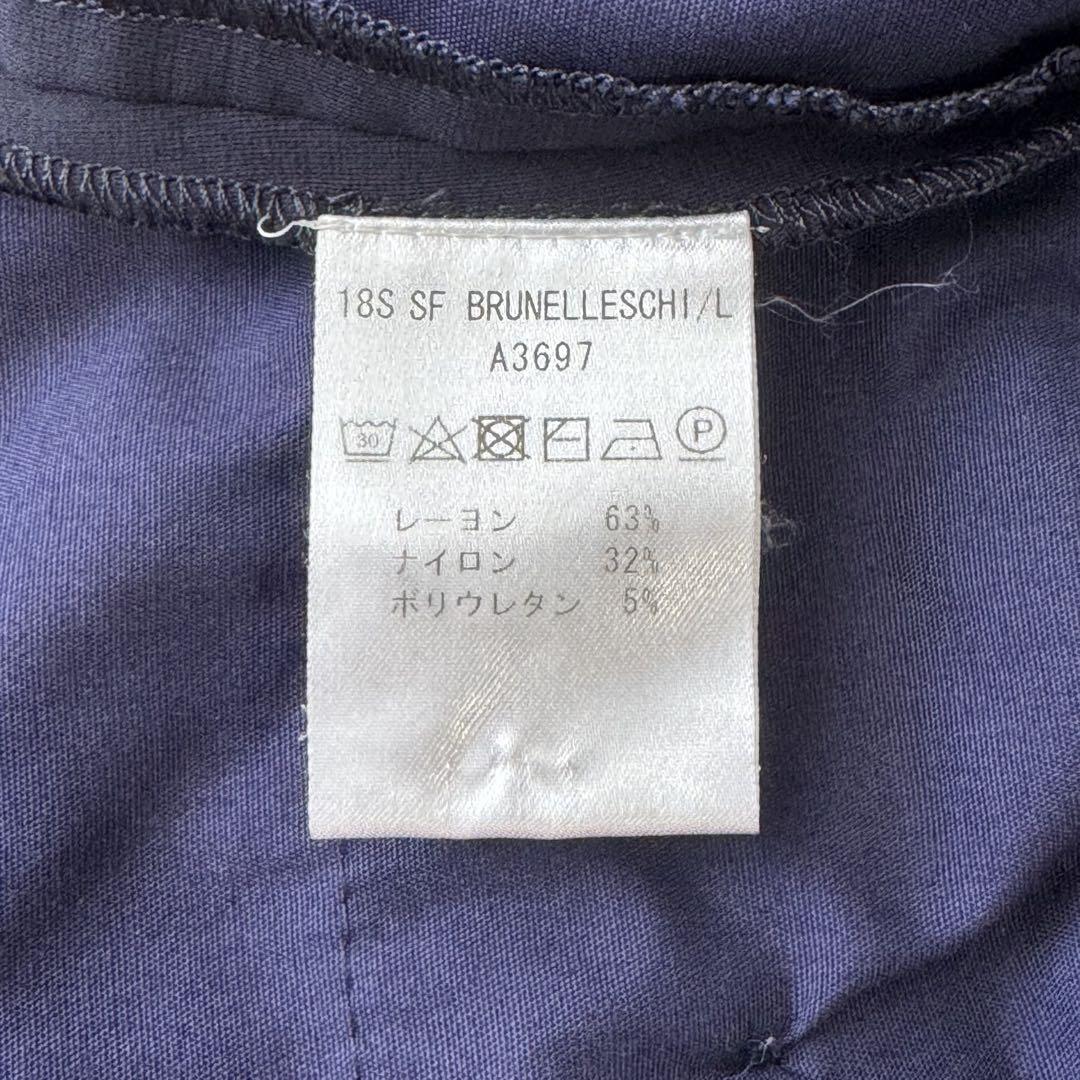 18S SF BRUNELLESCHI/L
A3697
30 P
レーヨン 63%
ナイロン 32%
ポリウレタン 5%